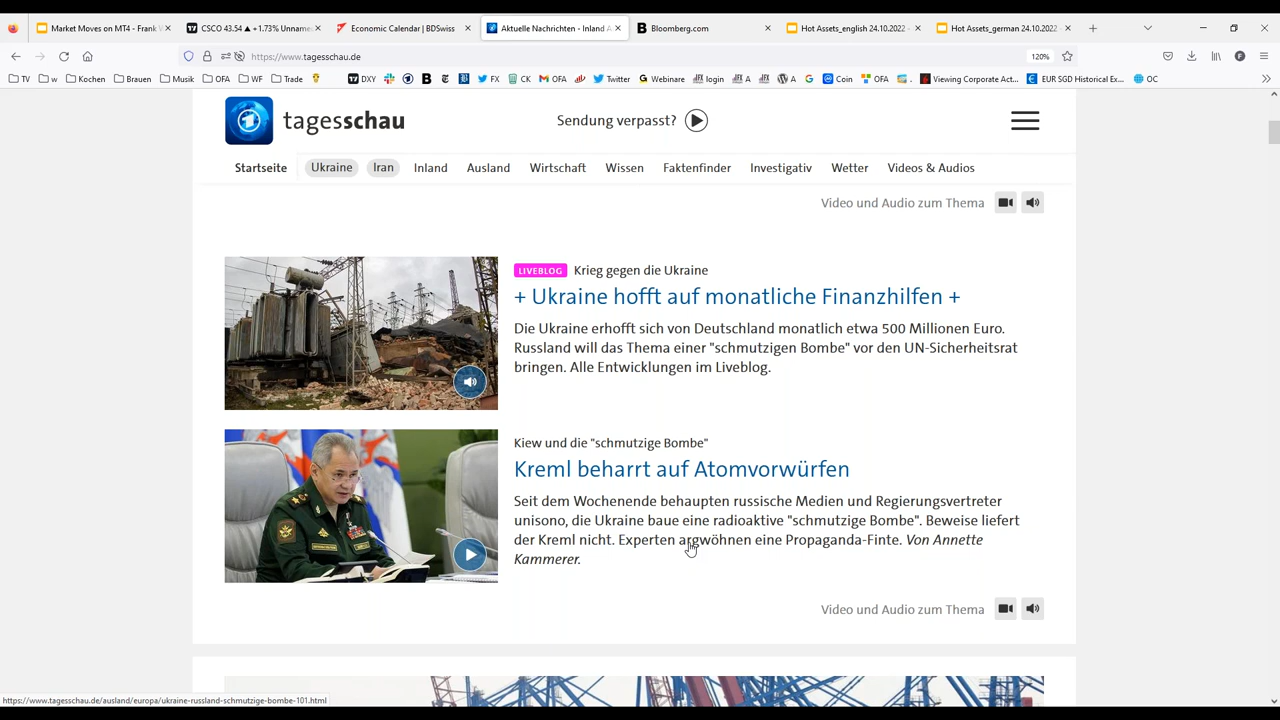 Market Moves on MT4 - Frank
CSCO 43.54 ▲ +1.73% Unname
Economic Calendar | BDSwiss
Aktuelle Nachrichten - Inland A
Bloomberg.com
Hot Assets_english 24.10.2022 -
Hot Assets_german 24.10.2022 -
https://www.tagesschau.de
120%
TV
w
Kochen
Brauen
Musik
OFA
WF
Trade
DXY
FX
CK
OFA
Twitter
Webinare
login
A
A
Coin
OFA
Viewing Corporate Act...
EUR SGD Historical Ex...
OC
tagesschau
Sendung verpasst?
Startseite
Ukraine
Iran
Inland
Ausland
Wirtschaft
Wissen
Faktenfinder
Investigativ
Wetter
Videos & Audios
Video und Audio zum Thema
LIVEBLOG Krieg gegen die Ukraine
+ Ukraine hofft auf monatliche Finanzhilfen +
Die Ukraine erhofft sich von Deutschland monatlich etwa 500 Millionen Euro.
Russland will das Thema einer "schmutzigen Bombe" vor den UN-Sicherheitsrat
bringen. Alle Entwicklungen im Liveblog.
Kiew und die "schmutzige Bombe"
Kreml beharrt auf Atomvorwürfen
Seit dem Wochenende behaupten russische Medien und Regierungsvertreter
unisono, die Ukraine baue eine radioaktive "schmutzige Bombe". Beweise liefert
der Kreml nicht. Experten argwöhnen eine Propaganda-Finte. Von Annette
Kammerer.
Video und Audio zum Thema
https://www.tagesschau.de/ausland/europa/ukraine-russland-schmutzige-bombe-101.html